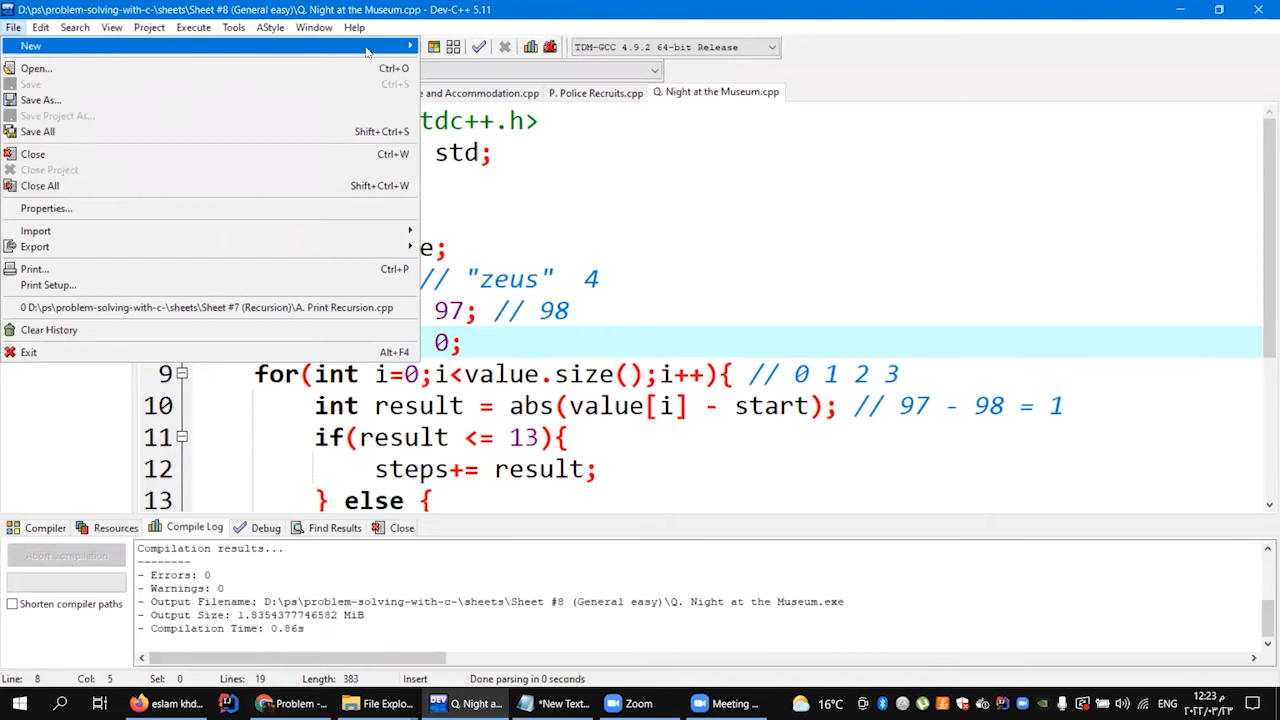 D:\ps\problem-solving-with-c-\sheets\Sheet #8 (General easy)\Q. Night at the Museum.cpp - Dev-C++ 5.11
File Edit Search View Project Execute Tools AStyle Window Help
New
TDM-GCC 4.9.2 64-bit Release
Open... Ctrl+O
Save Ctrl+S
e and Accommodation.cpp P. Police Recruits.cpp Q. Night at the Museum.cpp
Save As...
Save Project As...
Save All Shift+Ctrl+S
Close Ctrl+W
Close Project
Close All Shift+Ctrl+W
Properties...
Import
Export
Print... Ctrl+P
Print Setup...
0 D:\ps\problem-solving-with-c-\sheets\Sheet #7 (Recursion)\A. Print Recursion.cpp
Clear History
Exit Alt+F4
tdc++.h>
std;
e;
// "zeus" 4
97; // 98
0;
9 for(int i=0;i<value.size();i++){ // 0 1 2 3
10 int result = abs(value[i] - start); // 97 - 98 = 1
11 if(result <= 13){
12 steps+= result;
13 } else {
Compiler Resources Compile Log Debug Find Results Close
Abort Compilation
Shorten compiler paths
Compilation results...
--------
- Errors: 0
- Warnings: 0
- Output Filename: D:\ps\problem-solving-with-c-\sheets\Sheet #8 (General easy)\Q. Night at the Museum.exe
- Output Size: 1.8354377746582 MiB
- Compilation Time: 0.86s
Line: 8 Col: 5 Sel: 0 Lines: 19 Length: 383 Insert Done parsing in 0 seconds
eslam khd... Problem -... File Explo... Q. Night a... *New Text... Zoom Meeting ... 16°C
12:23 م